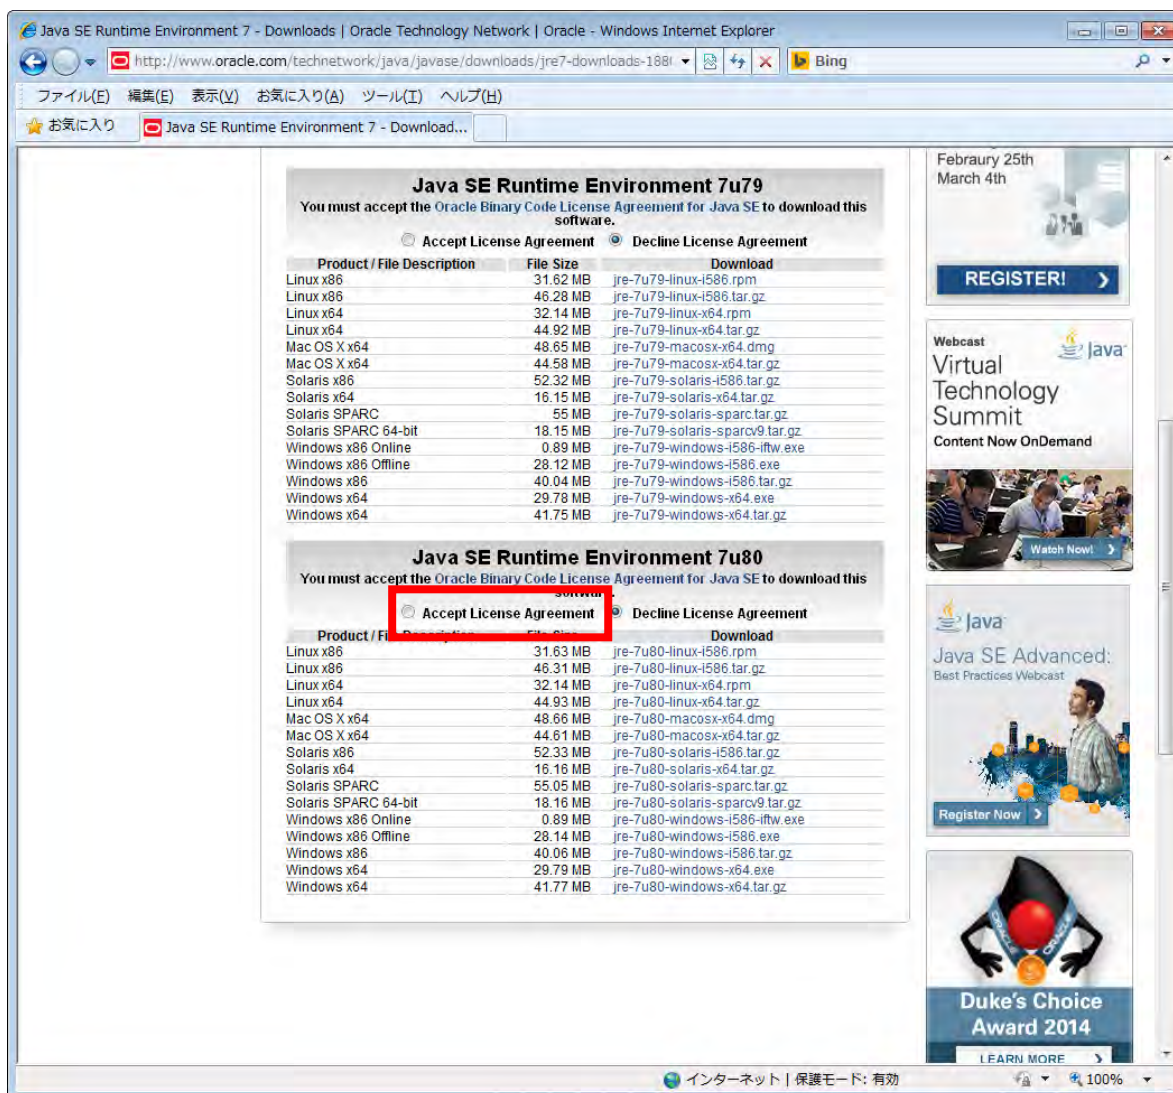 Java SE Runtime Environment 7 - Downloads | Oracle Technology Network | Oracle - Windows Internet Explorer
http://www.oracle.com/technetwork/java/javase/downloads/jre7-downloads-188
Bing
ファイル(F) 編集(E) 表示(V) お気に入り(A) ツール(T) ヘルプ(H)
お気に入り
Java SE Runtime Environment 7 - Download...
Java SE Runtime Environment 7u79
You must accept the Oracle Binary Code License Agreement for Java SE to download this
software.
Accept License Agreement Decline License Agreement
Product / File Description File Size Download
Linux x86 31.62 MB jre-7u79-linux-i586.rpm
Linux x86 46.28 MB jre-7u79-linux-i586.tar.gz
Linux x64 32.14 MB jre-7u79-linux-x64.rpm
Linux x64 44.92 MB jre-7u79-linux-x64.tar.gz
Mac OS X x64 48.65 MB jre-7u79-macosx-x64.dmg
Mac OS X x64 44.58 MB jre-7u79-macosx-x64.tar.gz
Solaris x86 52.32 MB jre-7u79-solaris-i586.tar.gz
Solaris x64 16.15 MB jre-7u79-solaris-x64.tar.gz
Solaris SPARC 55 MB jre-7u79-solaris-sparc.tar.gz
Solaris SPARC 64-bit 18.15 MB jre-7u79-solaris-sparcv9.tar.gz
Windows x86 Online 0.89 MB jre-7u79-windows-i586-iftw.exe
Windows x86 Offline 28.12 MB jre-7u79-windows-i586.exe
Windows x86 40.04 MB jre-7u79-windows-i586.tar.gz
Windows x64 29.78 MB jre-7u79-windows-x64.exe
Windows x64 41.75 MB jre-7u79-windows-x64.tar.gz
Java SE Runtime Environment 7u80
You must accept the Oracle Binary Code License Agreement for Java SE to download this
software.
Accept License Agreement Decline License Agreement
Product / File Description File Size Download
Linux x86 31.63 MB jre-7u80-linux-i586.rpm
Linux x86 46.31 MB jre-7u80-linux-i586.tar.gz
Linux x64 32.14 MB jre-7u80-linux-x64.rpm
Linux x64 44.93 MB jre-7u80-linux-x64.tar.gz
Mac OS X x64 48.66 MB jre-7u80-macosx-x64.dmg
Mac OS X x64 44.61 MB jre-7u80-macosx-x64.tar.gz
Solaris x86 52.33 MB jre-7u80-solaris-i586.tar.gz
Solaris x64 16.16 MB jre-7u80-solaris-x64.tar.gz
Solaris SPARC 55.05 MB jre-7u80-solaris-sparc.tar.gz
Solaris SPARC 64-bit 18.16 MB jre-7u80-solaris-sparcv9.tar.gz
Windows x86 Online 0.89 MB jre-7u80-windows-i586-iftw.exe
Windows x86 Offline 28.14 MB jre-7u80-windows-i586.exe
Windows x86 40.06 MB jre-7u80-windows-i586.tar.gz
Windows x64 29.79 MB jre-7u80-windows-x64.exe
Windows x64 41.77 MB jre-7u80-windows-x64.tar.gz
Febraury 25th
March 4th
REGISTER!
Webcast
Java
Virtual
Technology
Summit
Content Now OnDemand
Watch Now!
Java
Java SE Advanced:
Best Practices Webcast
Register Now
ORACLE
Duke's Choice
Award 2014
LEARN MORE
インターネット | 保護モード: 有効
100%